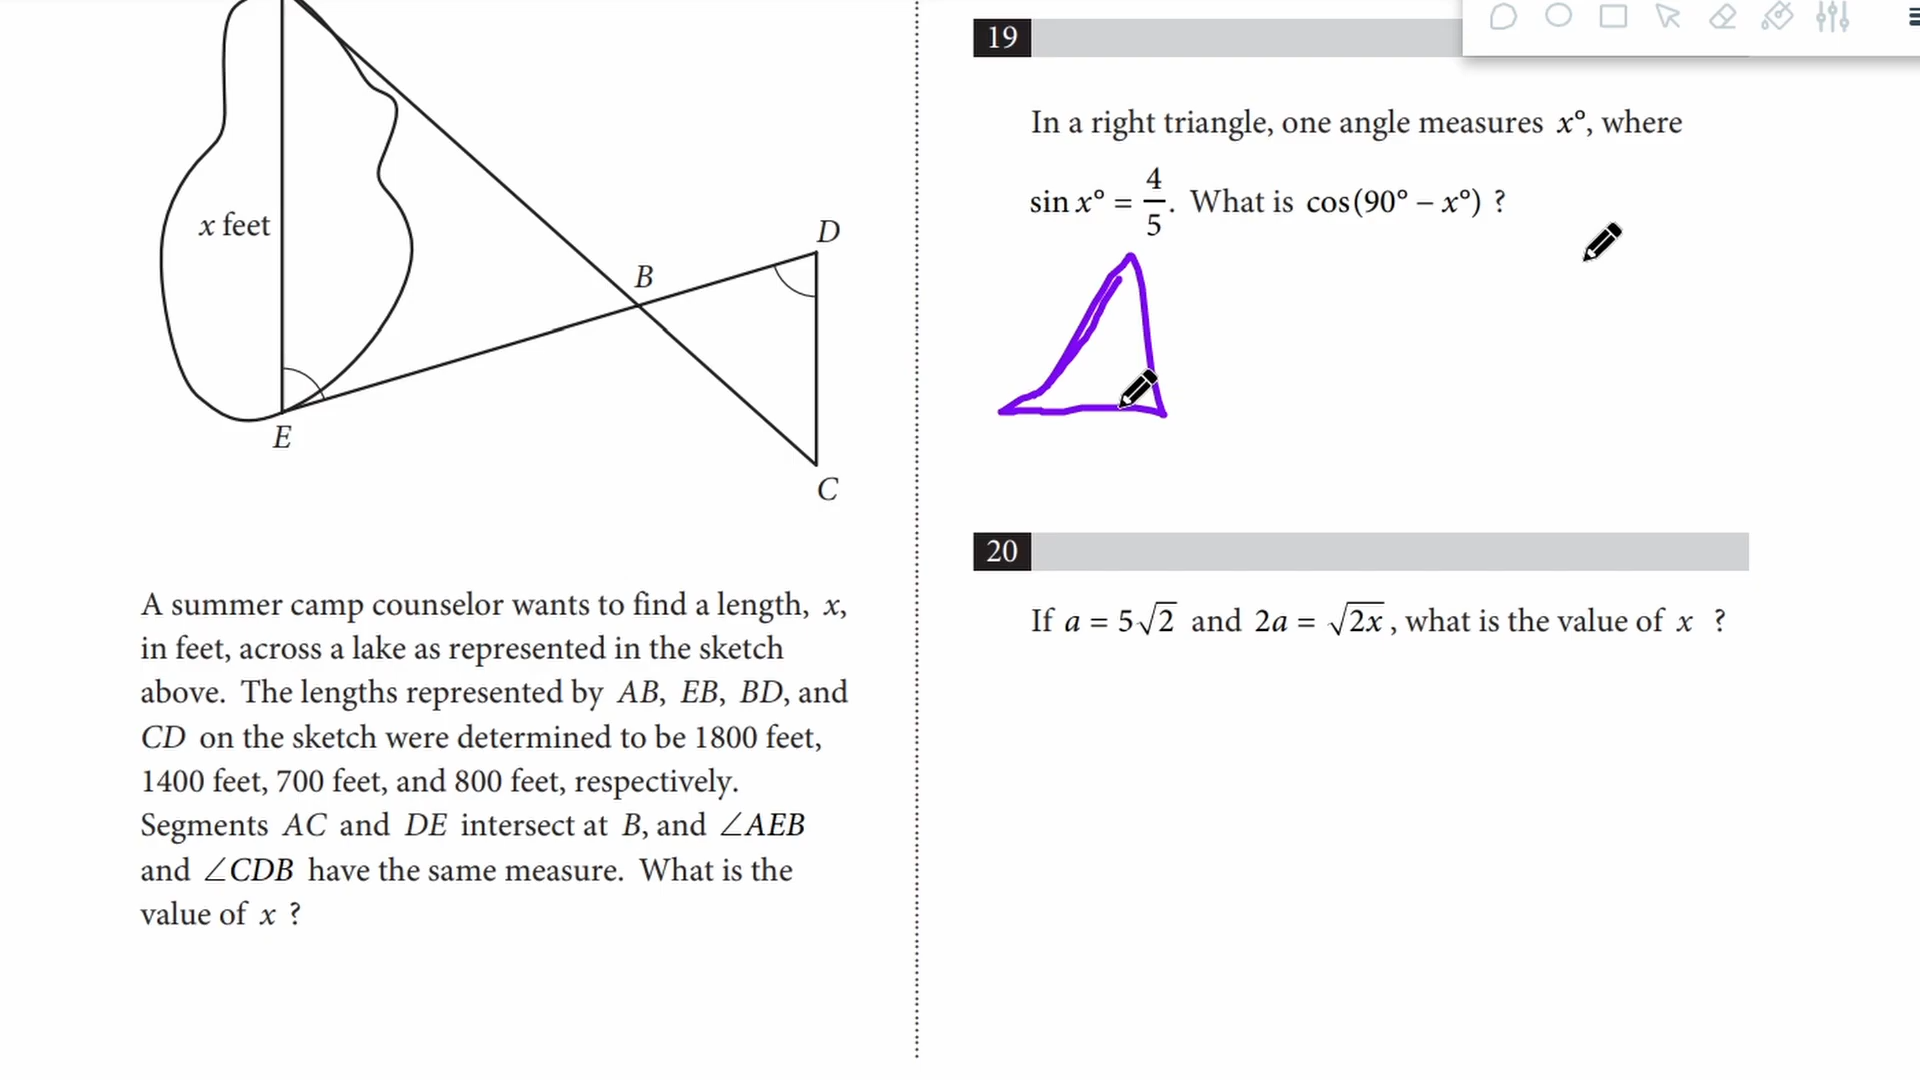 x feet
B
D
E
C
A summer camp counselor wants to find a length, x,
in feet, across a lake as represented in the sketch
above. The lengths represented by AB, EB, BD, and
CD on the sketch were determined to be 1800 feet,
1400 feet, 700 feet, and 800 feet, respectively.
Segments AC and DE intersect at B, and ∠AEB
and ∠CDB have the same measure. What is the
value of x ?
19
In a right triangle, one angle measures x°, where
sin x° = 4/5. What is cos(90° − x°) ?
20
If a = 5√2 and 2a = √2x, what is the value of x ?